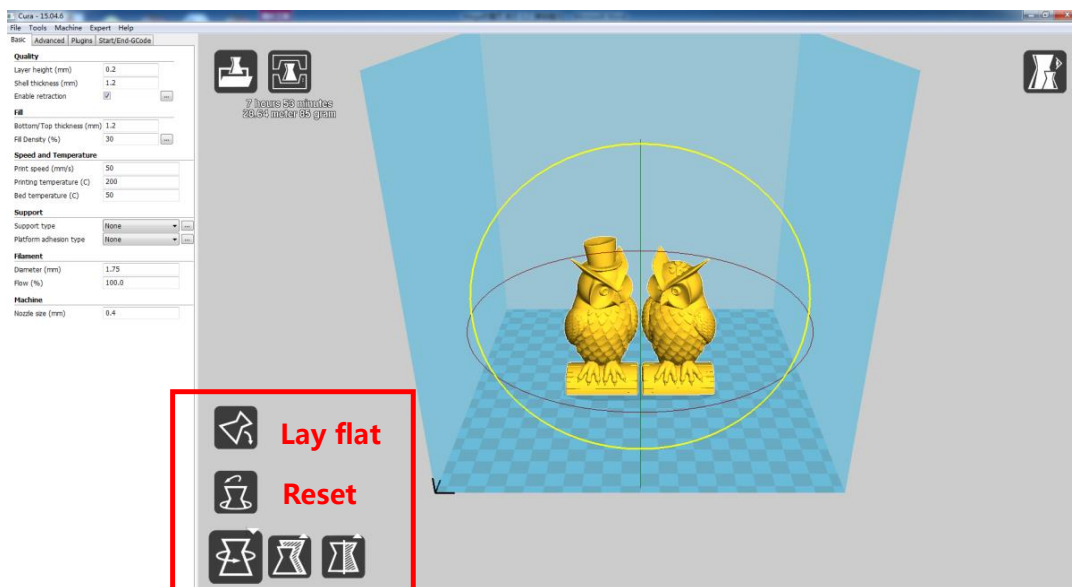 Cura - 15.04.6
File Tools Machine Expert Help
Basic Advanced Plugins Start/End-GCode
Quality
Layer height (mm) 0.2
Shell thickness (mm) 1.2
Enable retraction ...
Fill
Bottom/Top thickness (mm) 1.2
Fill Density (%) 30 ...
Speed and Temperature
Print speed (mm/s) 50
Printing temperature (C) 200
Bed temperature (C) 50
Support
Support type None ...
Platform adhesion type None ...
Filament
Diameter (mm) 1.75
Flow (%) 100.0
Machine
Nozzle size (mm) 0.4
7 hours 53 minutes
28.64 meter 85 gram
Lay flat
Reset